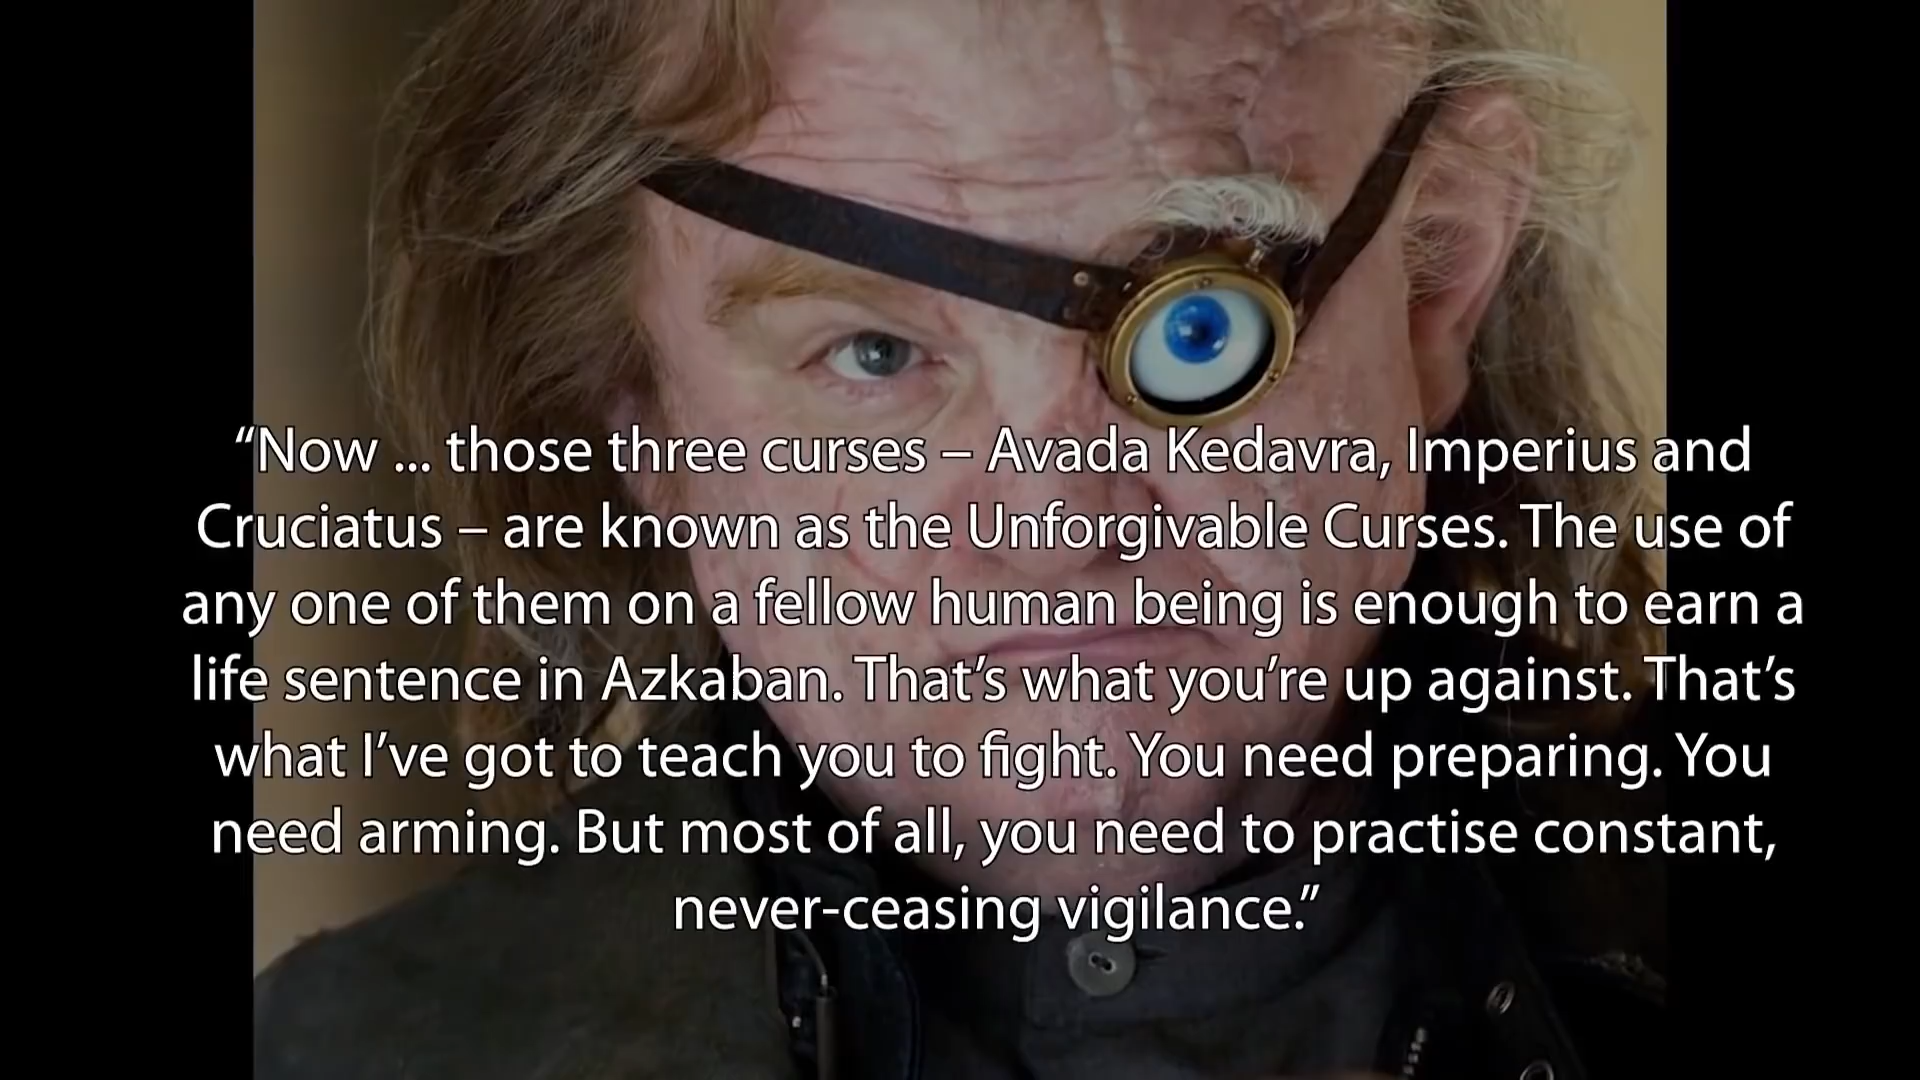 “Now ... those three curses – Avada Kedavra, Imperius and
Cruciatus – are known as the Unforgivable Curses. The use of
any one of them on a fellow human being is enough to earn a
life sentence in Azkaban. That’s what you’re up against. That’s
what I’ve got to teach you to fight. You need preparing. You
need arming. But most of all, you need to practise constant,
never-ceasing vigilance.”